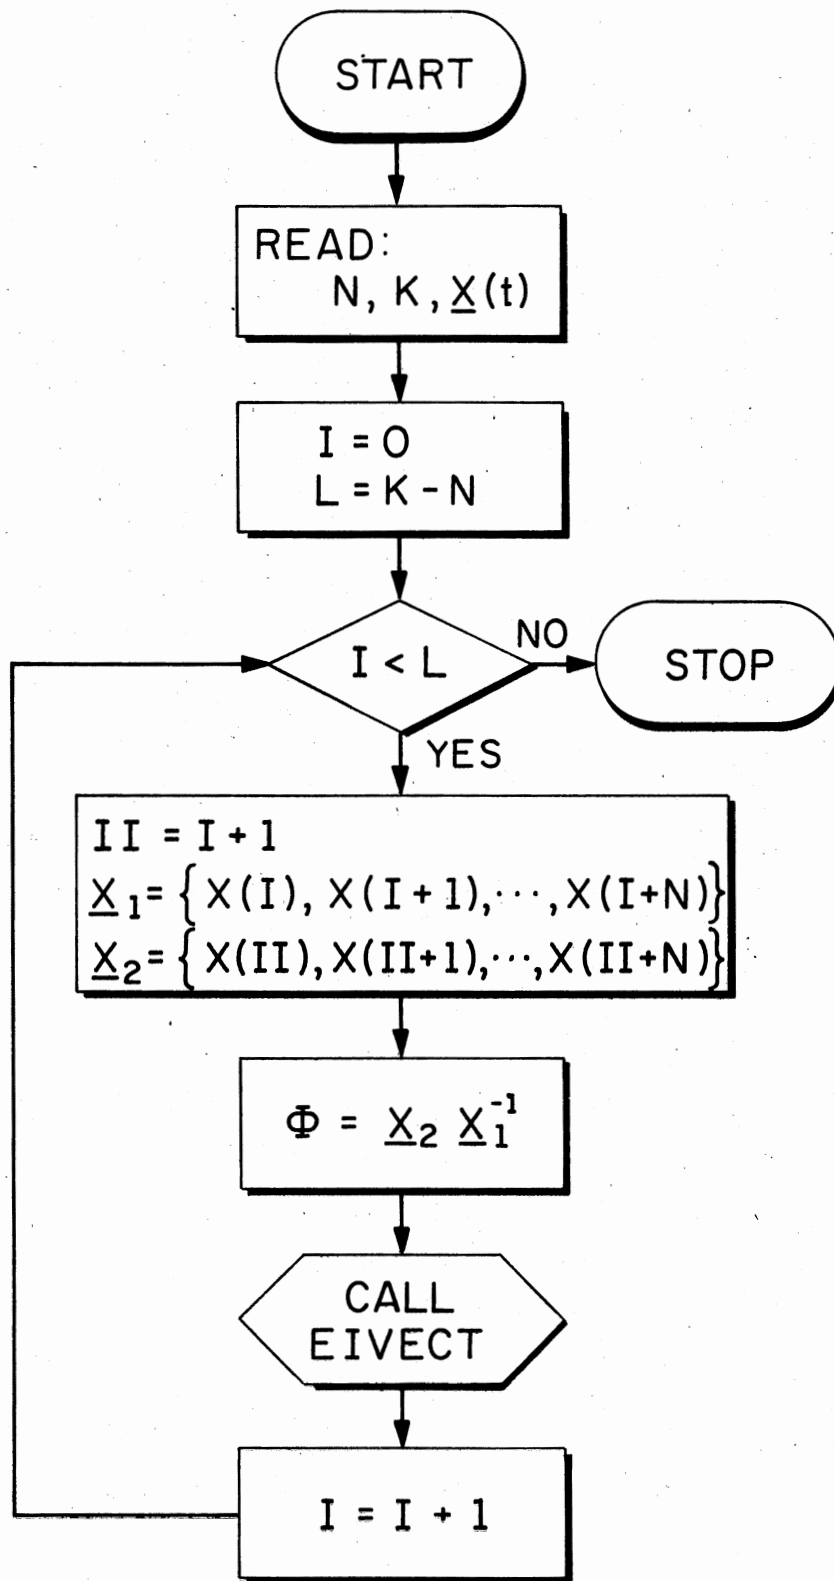 START
READ:
N, K, X(t)
I = 0
L = K - N
I < L
NO
STOP
YES
II = I + 1
X1 = { X(I), X(I+1), ···, X(I+N)}
X2 = { X(II), X(II+1), ···, X(II+N)}
Φ = X2 X1^-1
CALL
EIVECT
I = I + 1